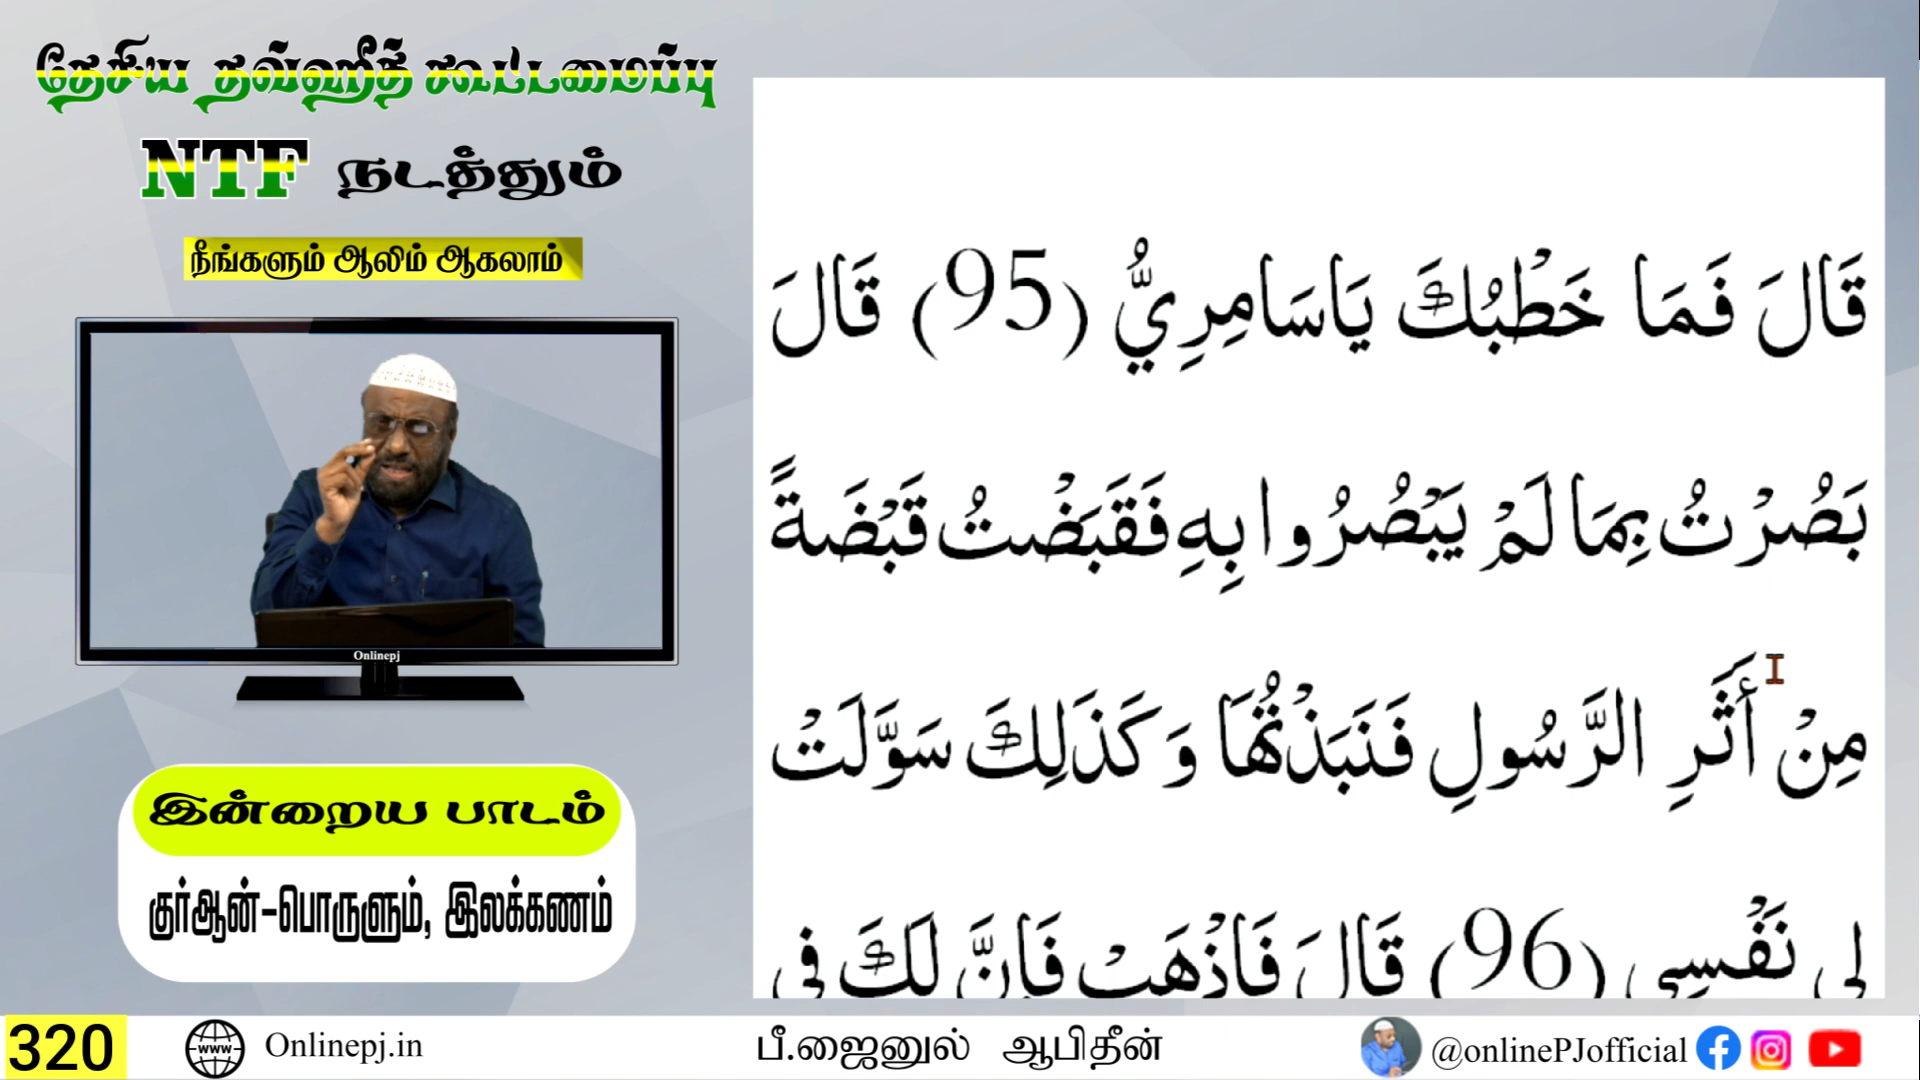 தேசிய தவ்ஹீத் கூட்டமைப்பு
NTF நடத்தும்
நீங்களும் ஆலிம் ஆகலாம்
Onlinepj
இன்றைய பாடம்
குர்ஆன்-பொருளும், இலக்கணம்
قَالَ فَمَا خَطْبُكَ يَاسَامِرِيُّ (95) قَالَ
بَصُرْتُ بِمَا لَمْ يَبْصُرُوا بِهِ فَقَبَضْتُ قَبْضَةً
مِنْ أَثَرِ الرَّسُولِ فَنَبَذْتُهَا وَكَذَلِكَ سَوَّلَتْ
لِي نَفْسِي (96) قَالَ فَاذْهَبْ فَإِنَّ لَكَ فِي
320
www
Onlinepj.in
பீ.ஜைனுல் ஆபிதீன்
@onlinePJofficial